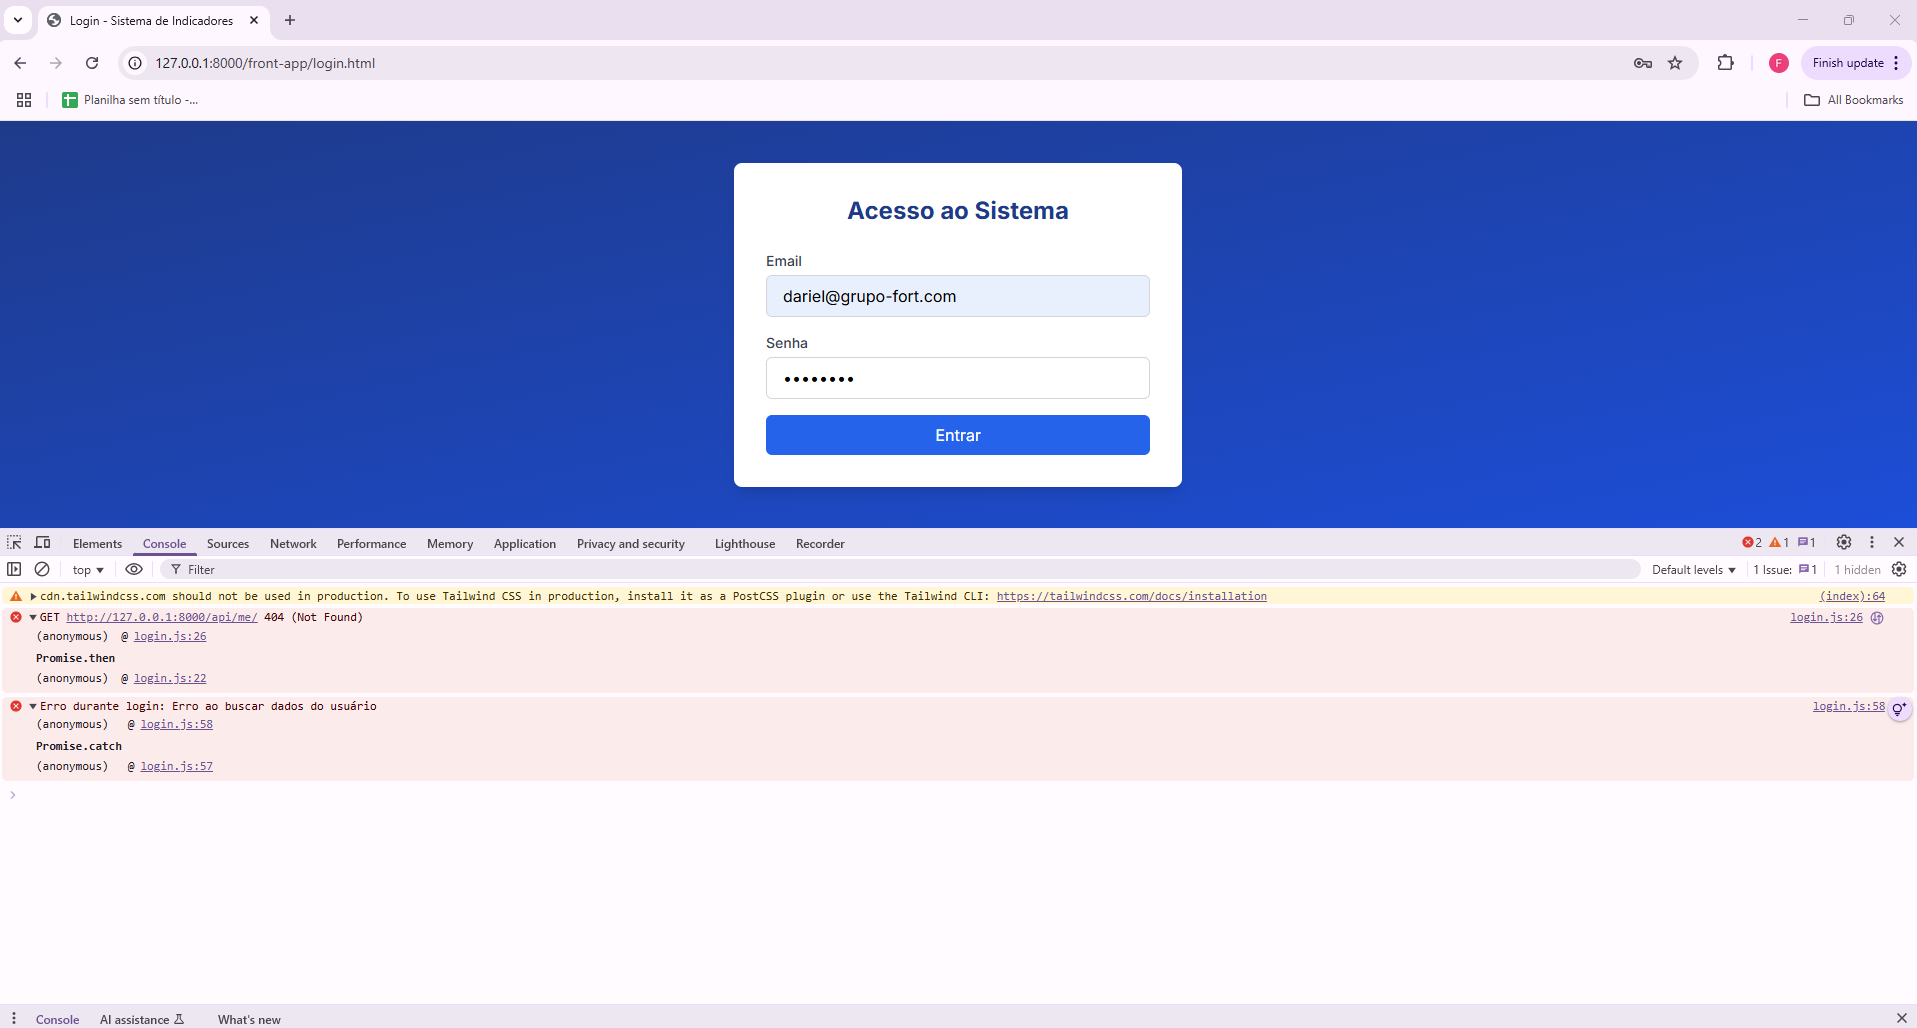 Login - Sistema de Indicadores
127.0.0.1:8000/front-app/login.html
F
Finish update
Planilha sem título -...
All Bookmarks
Acesso ao Sistema
Email
dariel@grupo-fort.com
Senha
••••••••
Entrar
Elements Console Sources Network Performance Memory Application Privacy and security Lighthouse Recorder 2 1 1
top Filter Default levels 1 Issue: 1 1 hidden
cdn.tailwindcss.com should not be used in production. To use Tailwind CSS in production, install it as a PostCSS plugin or use the Tailwind CLI: https://tailwindcss.com/docs/installation (index):64
GET http://127.0.0.1:8000/api/me/ 404 (Not Found) login.js:26
(anonymous) @ login.js:26
Promise.then
(anonymous) @ login.js:22
Erro durante login: Erro ao buscar dados do usuário login.js:58
(anonymous) @ login.js:58
Promise.catch
(anonymous) @ login.js:57
Console AI assistance What's new